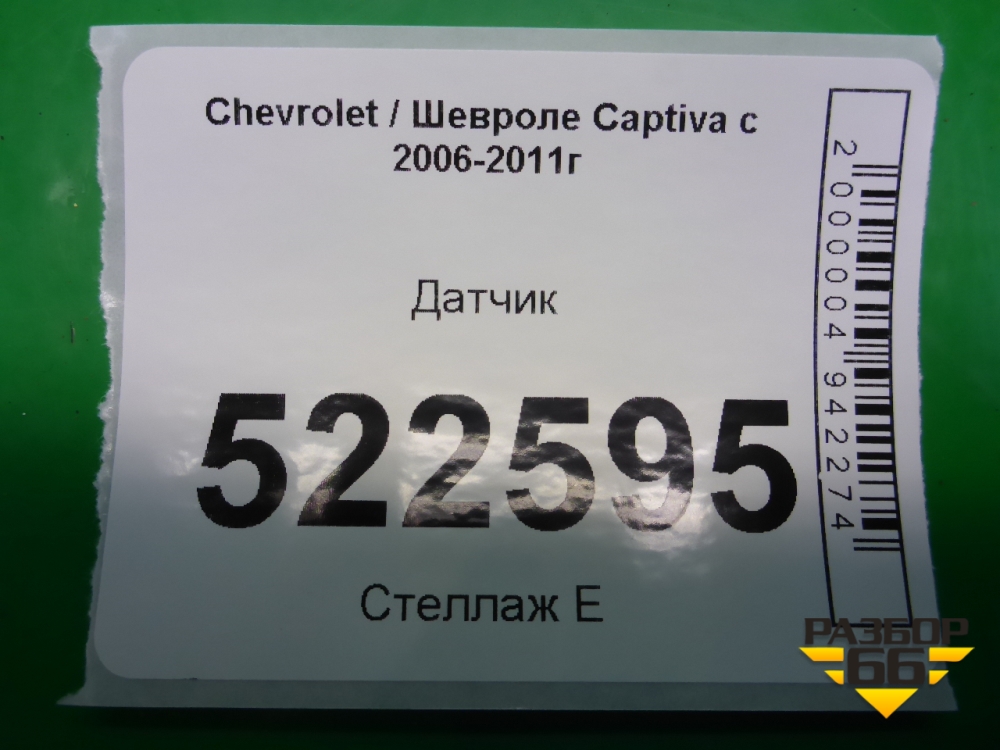 Chevrolet / Шевроле Captiva с
2006-2011г
Датчик
522595
Стеллаж Е
2000004942274
РАЗБОР
66